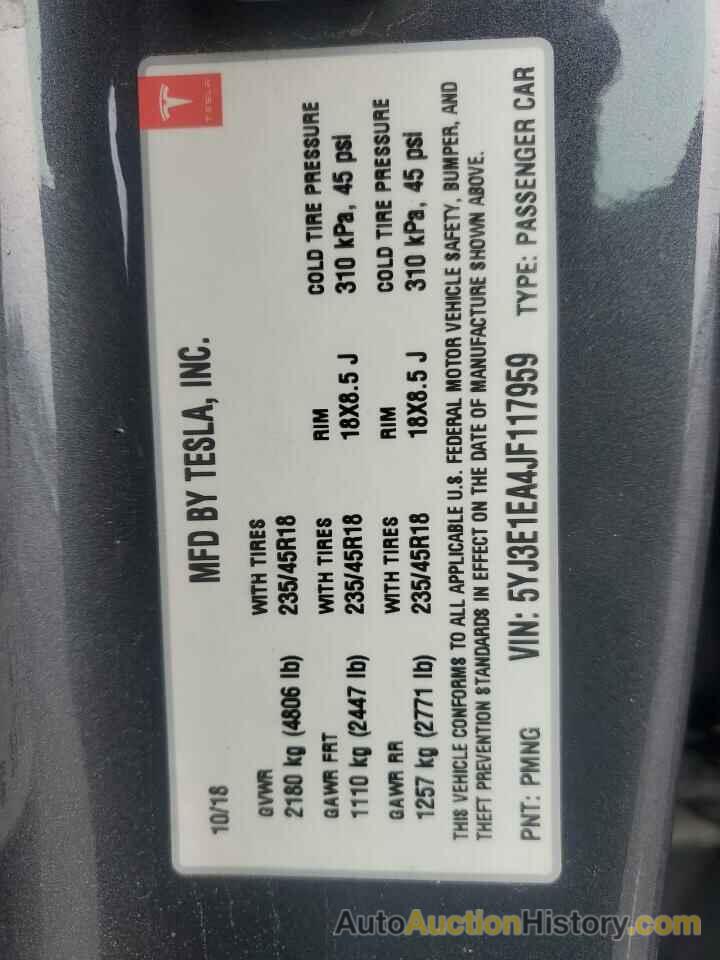 TESLA
MFD BY TESLA, INC.
10/18
GVWR WITH TIRES
2180 kg (4806 lb) 235/45R18
GAWR FRT WITH TIRES RIM COLD TIRE PRESSURE
1110 kg (2447 lb) 235/45R18 18X8.5 J 310 kPa, 45 psi
GAWR RR WITH TIRES RIM COLD TIRE PRESSURE
1257 kg (2771 lb) 235/45R18 18X8.5 J 310 kPa, 45 psi
THIS VEHICLE CONFORMS TO ALL APPLICABLE U.S. FEDERAL MOTOR VEHICLE SAFETY, BUMPER, AND
THEFT PREVENTION STANDARDS IN EFFECT ON THE DATE OF MANUFACTURE SHOWN ABOVE.
PNT: PMNG VIN: 5YJ3E1EA4JF117959 TYPE: PASSENGER CAR
AutoAuctionHistory.com